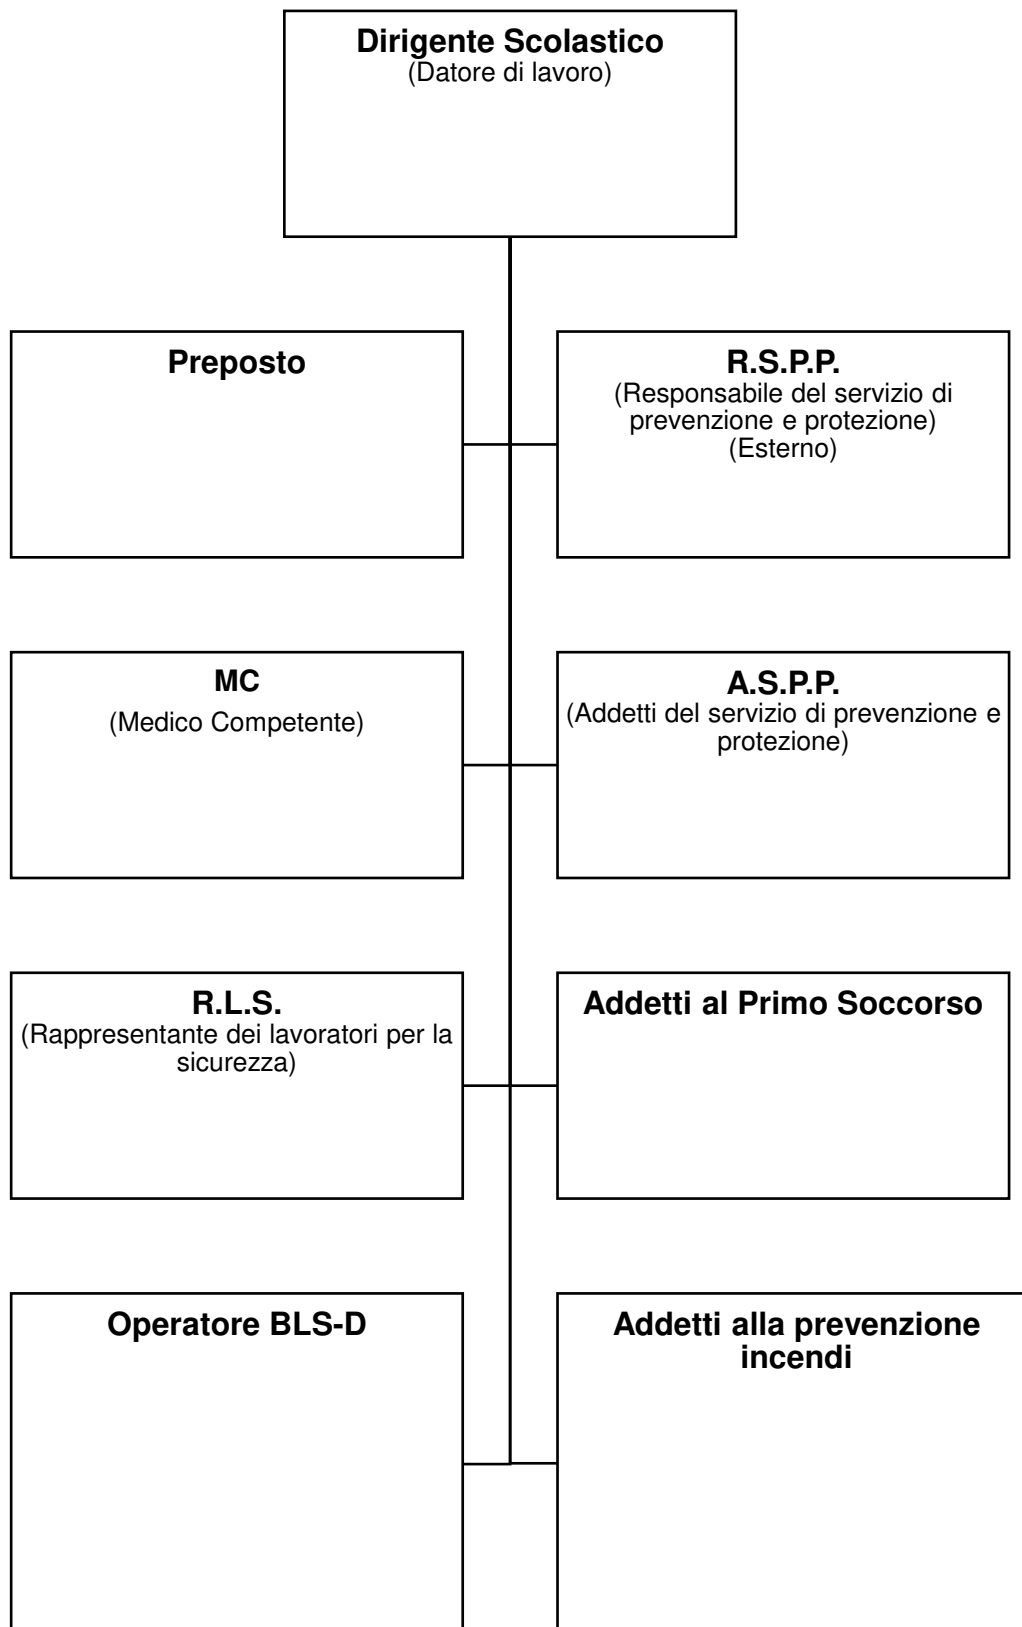 Dirigente Scolastico
(Datore di lavoro)
Preposto
R.S.P.P.
(Responsabile del servizio di
prevenzione e protezione)
(Esterno)
MC
(Medico Competente)
A.S.P.P.
(Addetti del servizio di prevenzione e
protezione)
R.L.S.
(Rappresentante dei lavoratori per la
sicurezza)
Addetti al Primo Soccorso
Operatore BLS-D
Addetti alla prevenzione
incendi